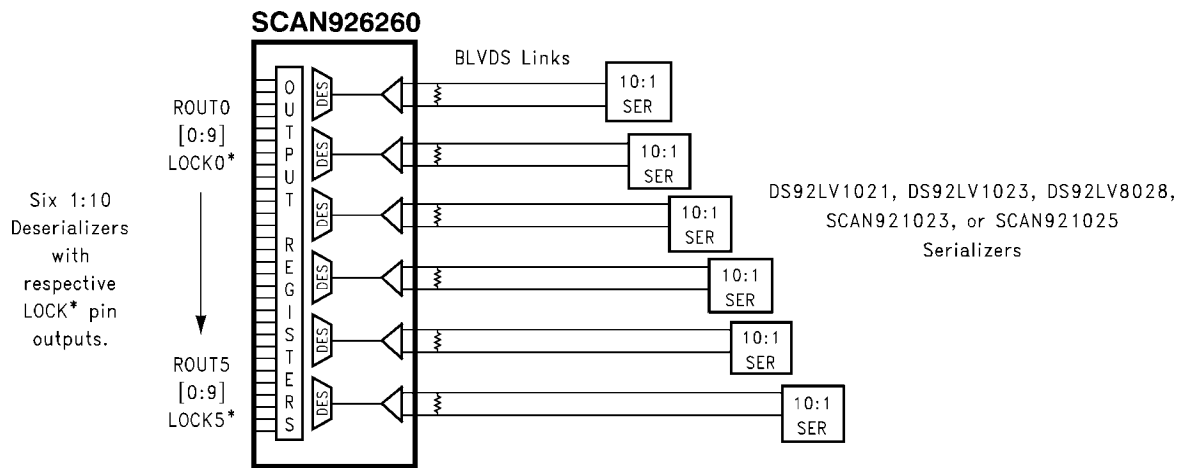 SCAN926260
BLVDS Links
ROUT0
[0:9]
LOCK0*
Six 1:10
Deserializers
with
respective
LOCK* pin
outputs.
ROUT5
[0:9]
LOCK5*
OUTPUT REGISTERS
DES
DES
DES
DES
DES
DES
10:1
SER
10:1
SER
10:1
SER
10:1
SER
10:1
SER
10:1
SER
DS92LV1021, DS92LV1023, DS92LV8028,
SCAN921023, or SCAN921025
Serializers